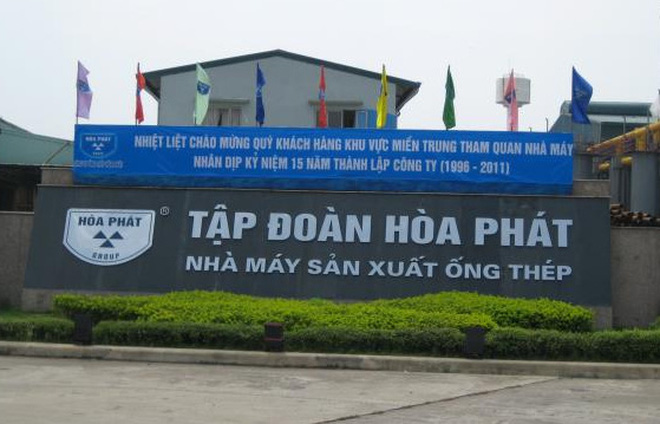 HÒA PHÁT
NHIỆT LIỆT CHÀO MỪNG QUÝ KHÁCH HÀNG KHU VỰC MIỀN TRUNG THAM QUAN NHÀ MÁY
NHÂN DỊP KỶ NIỆM 15 NĂM THÀNH LẬP CÔNG TY (1996 - 2011)
HÒA PHÁT ®
GROUP
TẬP ĐOÀN HÒA PHÁT
NHÀ MÁY SẢN XUẤT ỐNG THÉP